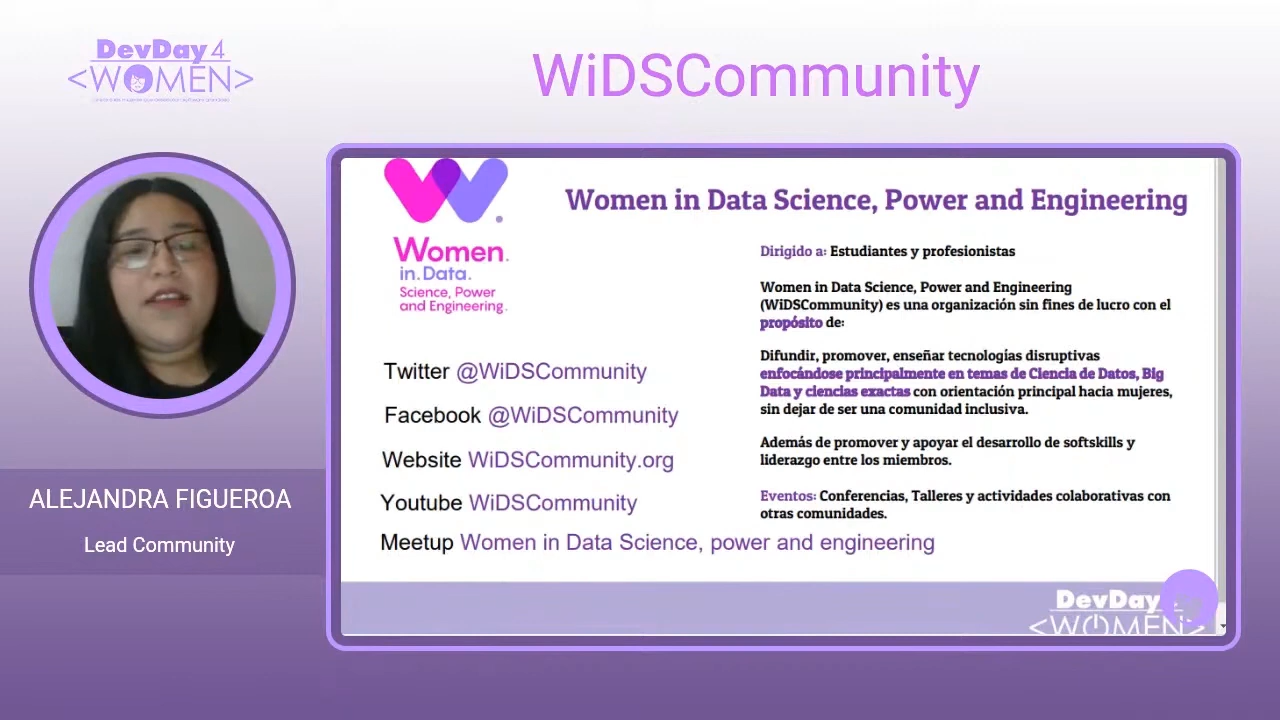 DevDay 4
<WOMEN>
WiDSCommunity
ALEJANDRA FIGUEROA
Lead Community
Women.
in.Data.
Science, Power
and Engineering.
Women in Data Science, Power and Engineering
Twitter @WiDSCommunity
Facebook @WiDSCommunity
Website WiDSCommunity.org
Youtube WiDSCommunity
Meetup Women in Data Science, power and engineering
Dirigido a: Estudiantes y profesionistas
Women in Data Science, Power and Engineering
(WiDSCommunity) es una organización sin fines de lucro con el
propósito de:
Difundir, promover, enseñar tecnologías disruptivas
enfocándose principalmente en temas de Ciencia de Datos, Big
Data y ciencias exactas con orientación principal hacia mujeres,
sin dejar de ser una comunidad inclusiva.
Además de promover y apoyar el desarrollo de softskills y
liderazgo entre los miembros.
Eventos: Conferencias, Talleres y actividades colaborativas con
otras comunidades.
DevDay
<WOMEN>